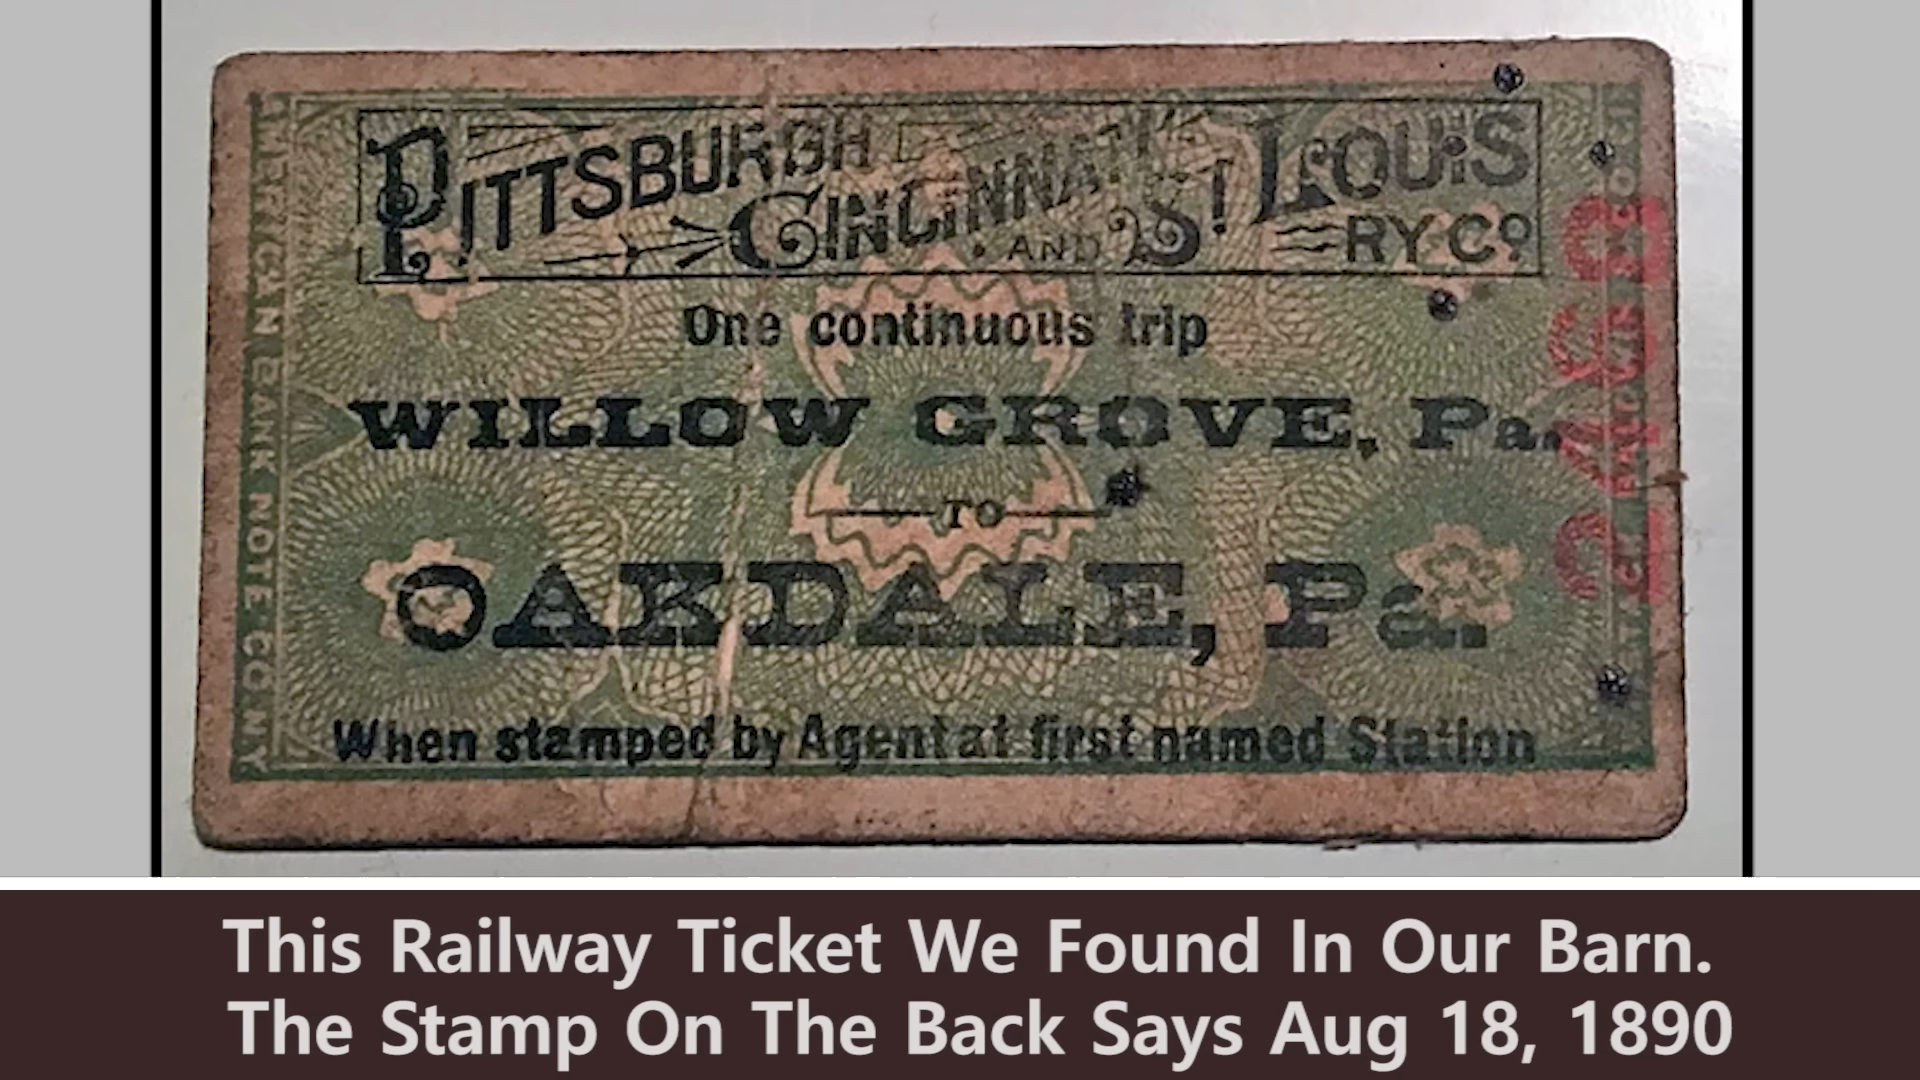 PITTSBURGH
CINCINNATI AND ST LOUIS
RY CO
One continuous trip
WILLOW GROVE, Pa.
TO
OAKDALE, Pa.
When stamped by Agent at first named Station
AMERICAN BANK NOTE CO. N.Y.
This Railway Ticket We Found In Our Barn.
The Stamp On The Back Says Aug 18, 1890